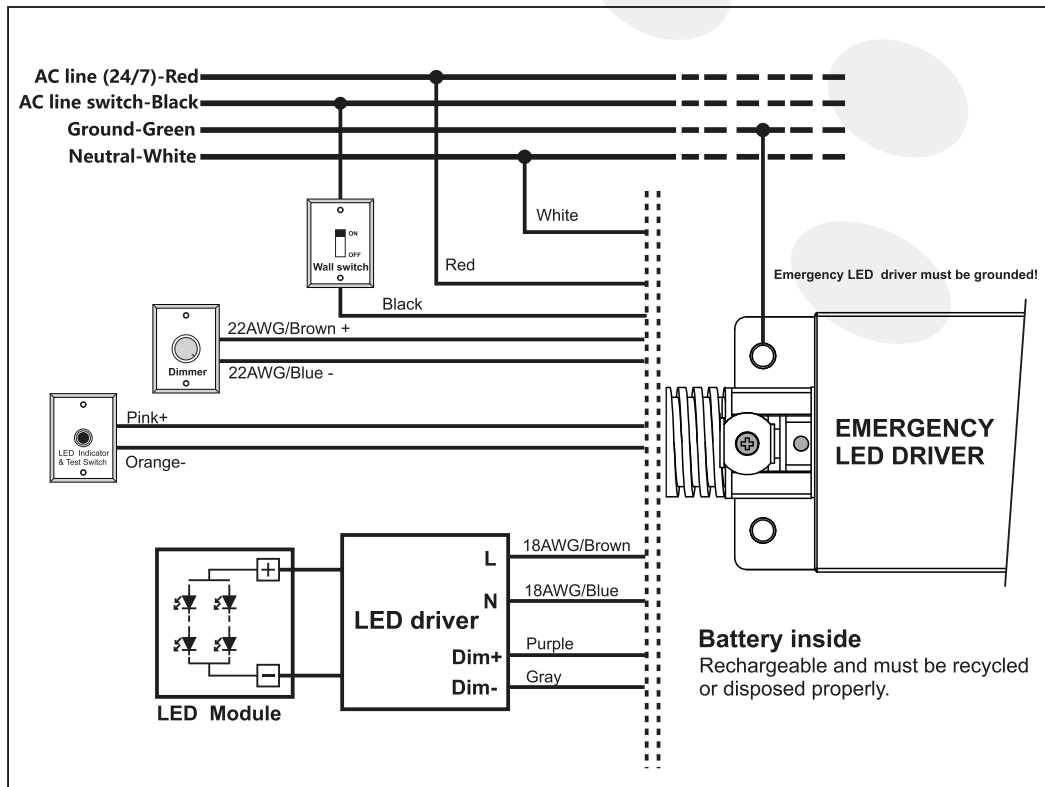 AC line (24/7)-Red
AC line switch-Black
Ground-Green
Neutral-White
White
ON
OFF
Wall switch
Red
Emergency LED driver must be grounded!
Black
22AWG/Brown +
Dimmer
22AWG/Blue -
Pink+
LED Indicator
& Test Switch
Orange-
EMERGENCY
LED DRIVER
L
18AWG/Brown
N
18AWG/Blue
LED driver
Dim+
Purple
Dim-
Gray
+
−
LED Module
Battery inside
Rechargeable and must be recycled
or disposed properly.